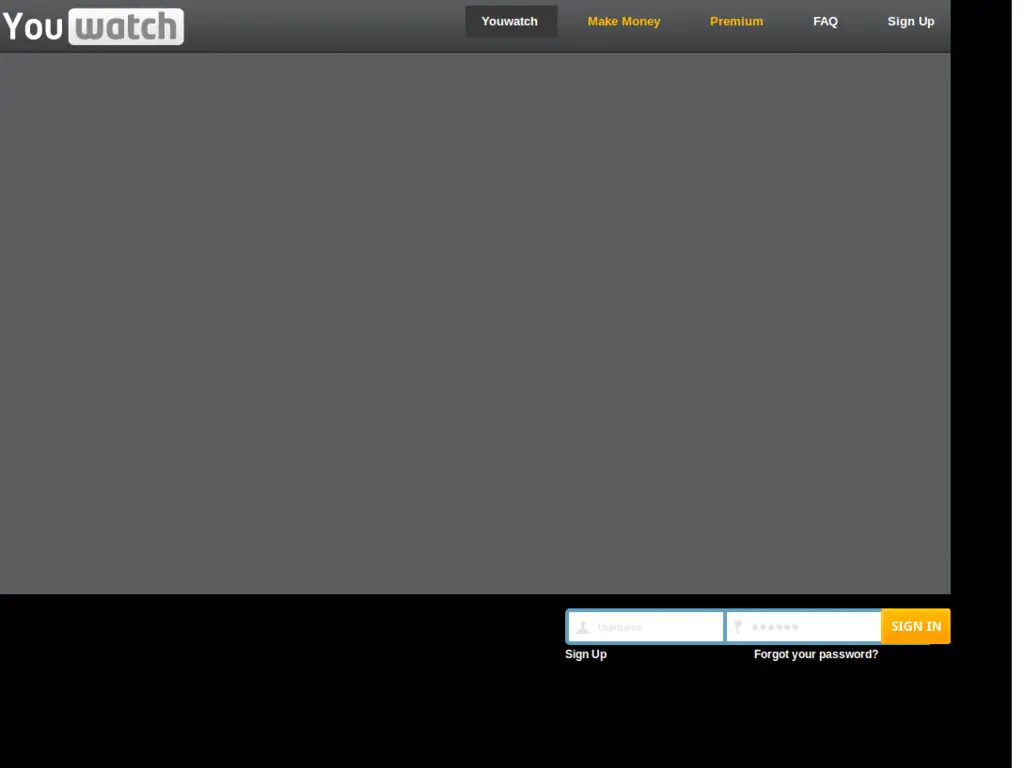 You watch
Youwatch Make Money Premium FAQ Sign Up
Username ****** SIGN IN
Sign Up Forgot your password?